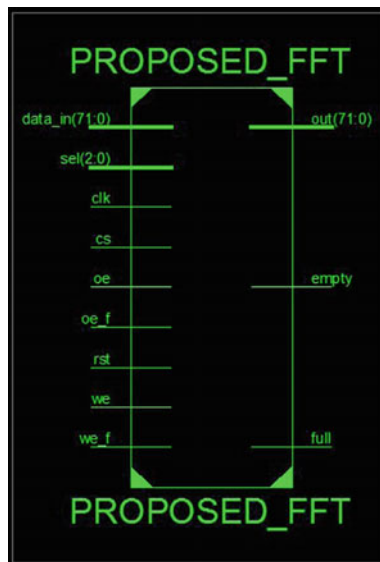 PROPOSED_FFT
data_in(71:0)
out(71:0)
sel(2:0)
clk
cs
oe
empty
oe_f
rst
we
we_f
full
PROPOSED_FFT